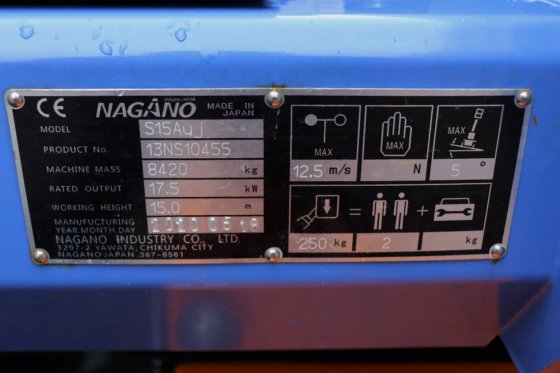 CE NAGANO MADE IN JAPAN
MODEL S15Auj
PRODUCT No. 13NS10455
MACHINE MASS 8420 kg
RATED OUTPUT 17.5 kW
WORKING HEIGHT 15.0 m
MANUFACTURING
YEAR.MONTH.DAY
NAGANO INDUSTRY CO., LTD.
3297-2 YAWATA, CHIKUMA CITY
NAGANO JAPAN 387-8561
MAX
12.5 m/s
MAX
N
MAX
5 °
= +
250 kg 2 kg